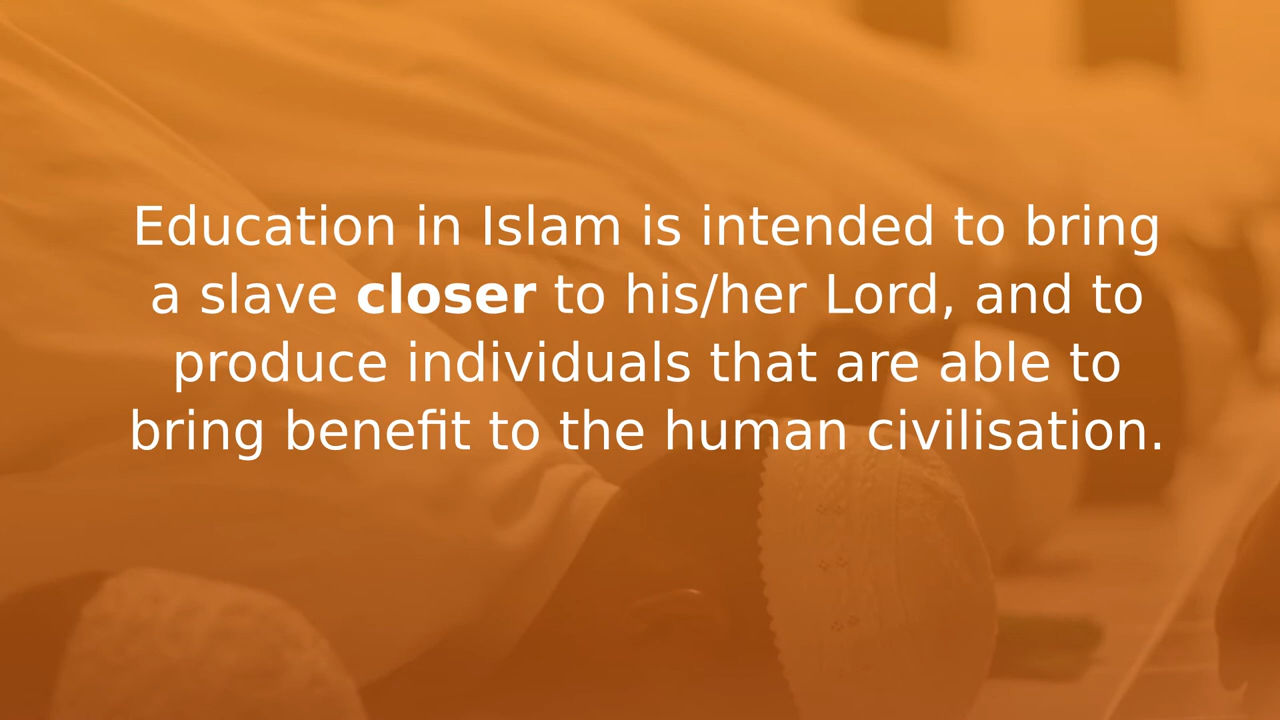 Education in Islam is intended to bring
a slave closer to his/her Lord, and to
produce individuals that are able to
bring benefit to the human civilisation.